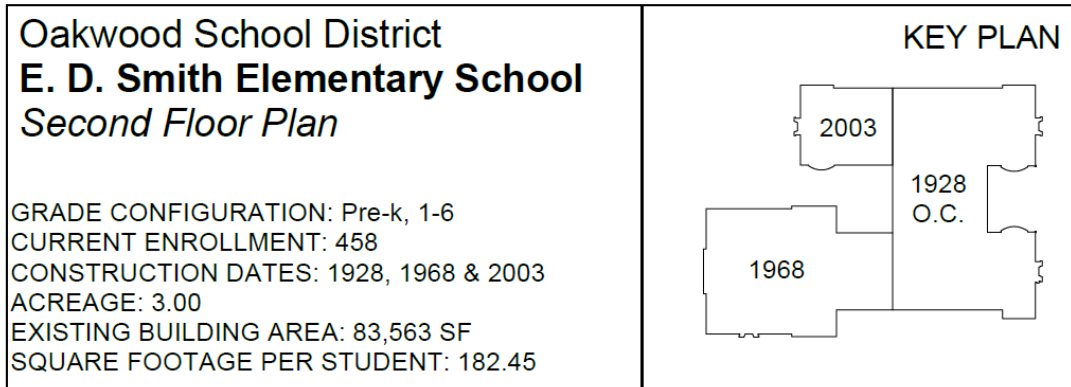 Oakwood School District
E. D. Smith Elementary School
Second Floor Plan
GRADE CONFIGURATION: Pre-k, 1-6
CURRENT ENROLLMENT: 458
CONSTRUCTION DATES: 1928, 1968 & 2003
ACREAGE: 3.00
EXISTING BUILDING AREA: 83,563 SF
SQUARE FOOTAGE PER STUDENT: 182.45
KEY PLAN
2003
1928
O.C.
1968